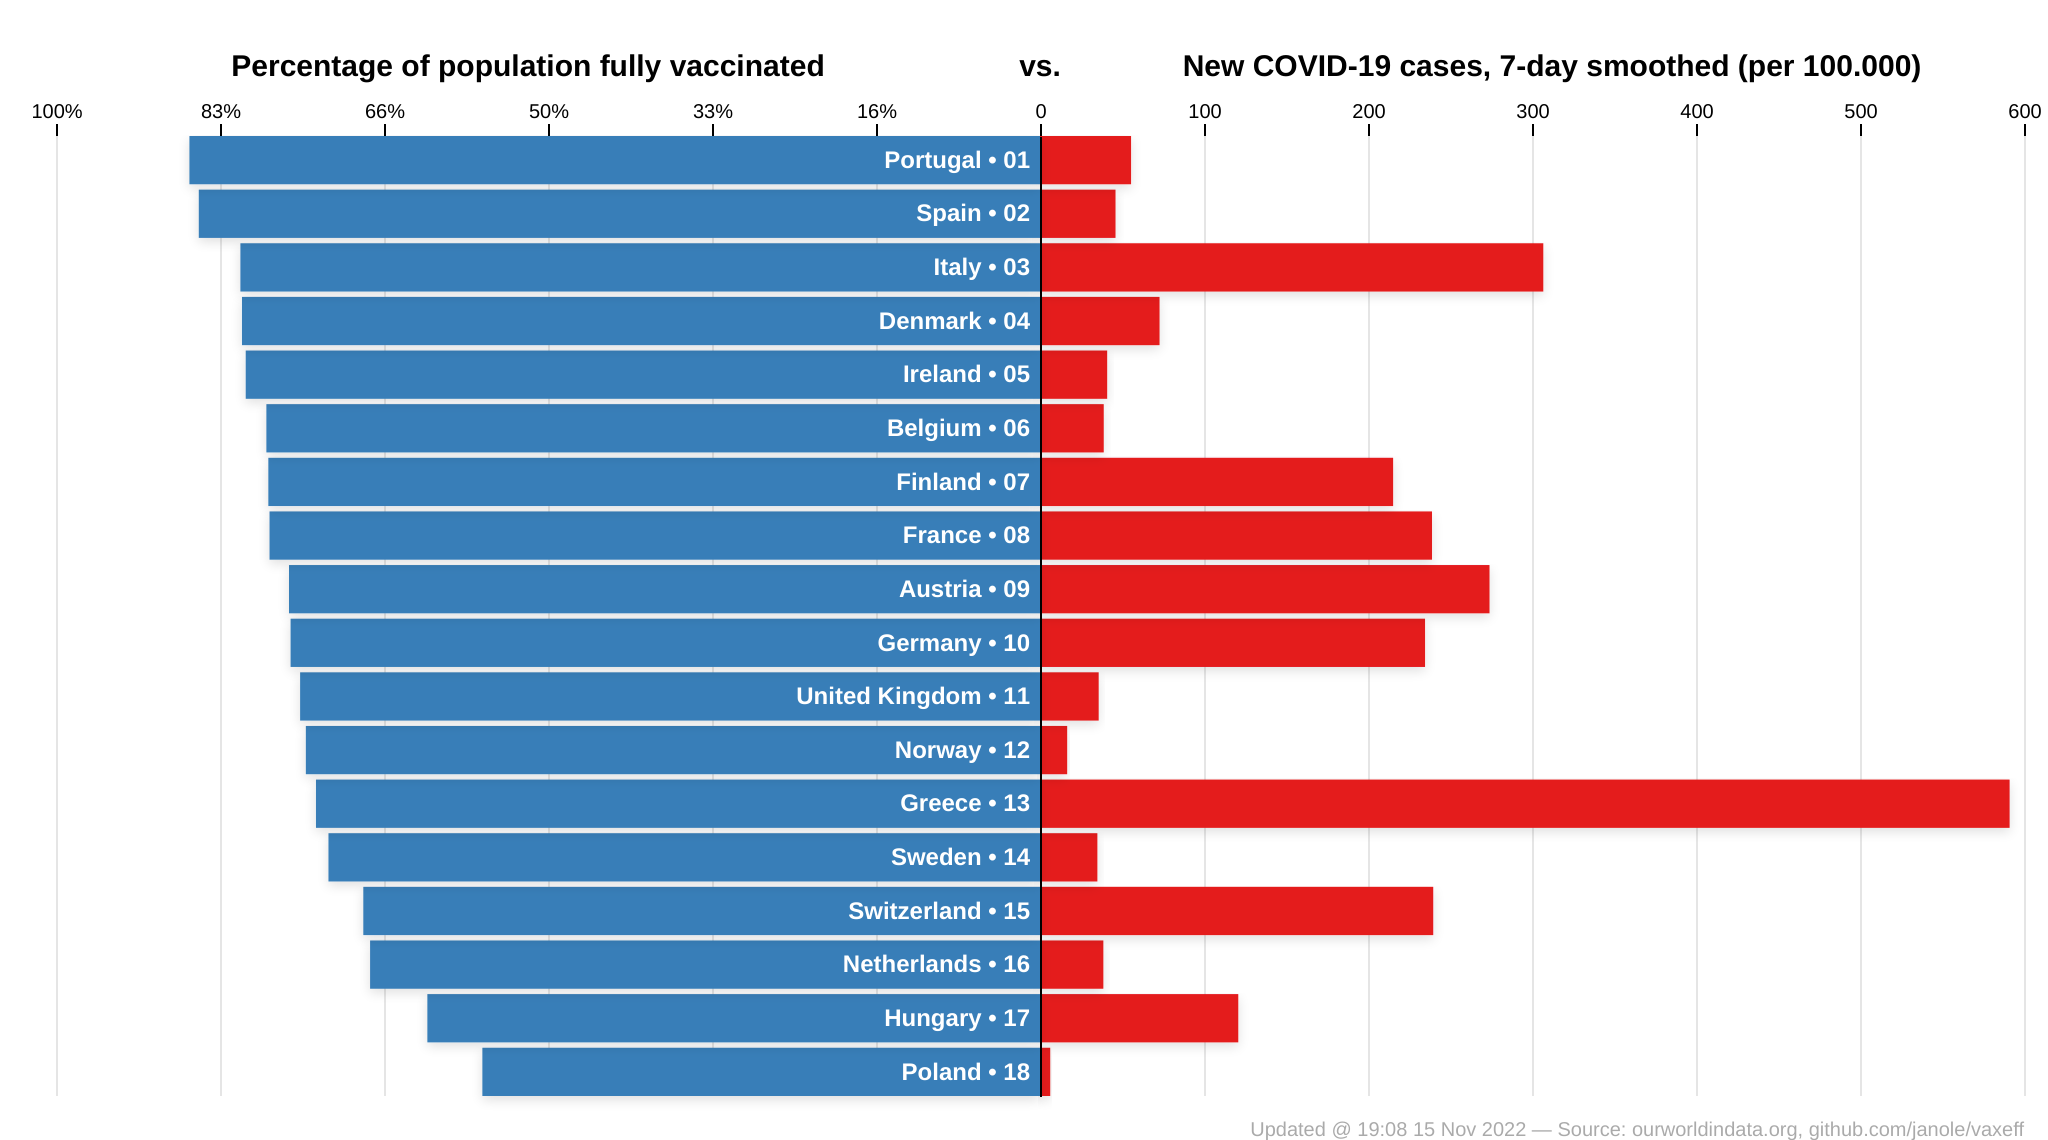 Percentage of population fully vaccinated vs. New COVID-19 cases, 7-day smoothed (per 100.000)
100% 83% 66% 50% 33% 16% 0 100 200 300 400 500 600
Portugal • 01
Spain • 02
Italy • 03
Denmark • 04
Ireland • 05
Belgium • 06
Finland • 07
France • 08
Austria • 09
Germany • 10
United Kingdom • 11
Norway • 12
Greece • 13
Sweden • 14
Switzerland • 15
Netherlands • 16
Hungary • 17
Poland • 18
Updated @ 19:08 15 Nov 2022 — Source: ourworldindata.org, github.com/janole/vaxeff